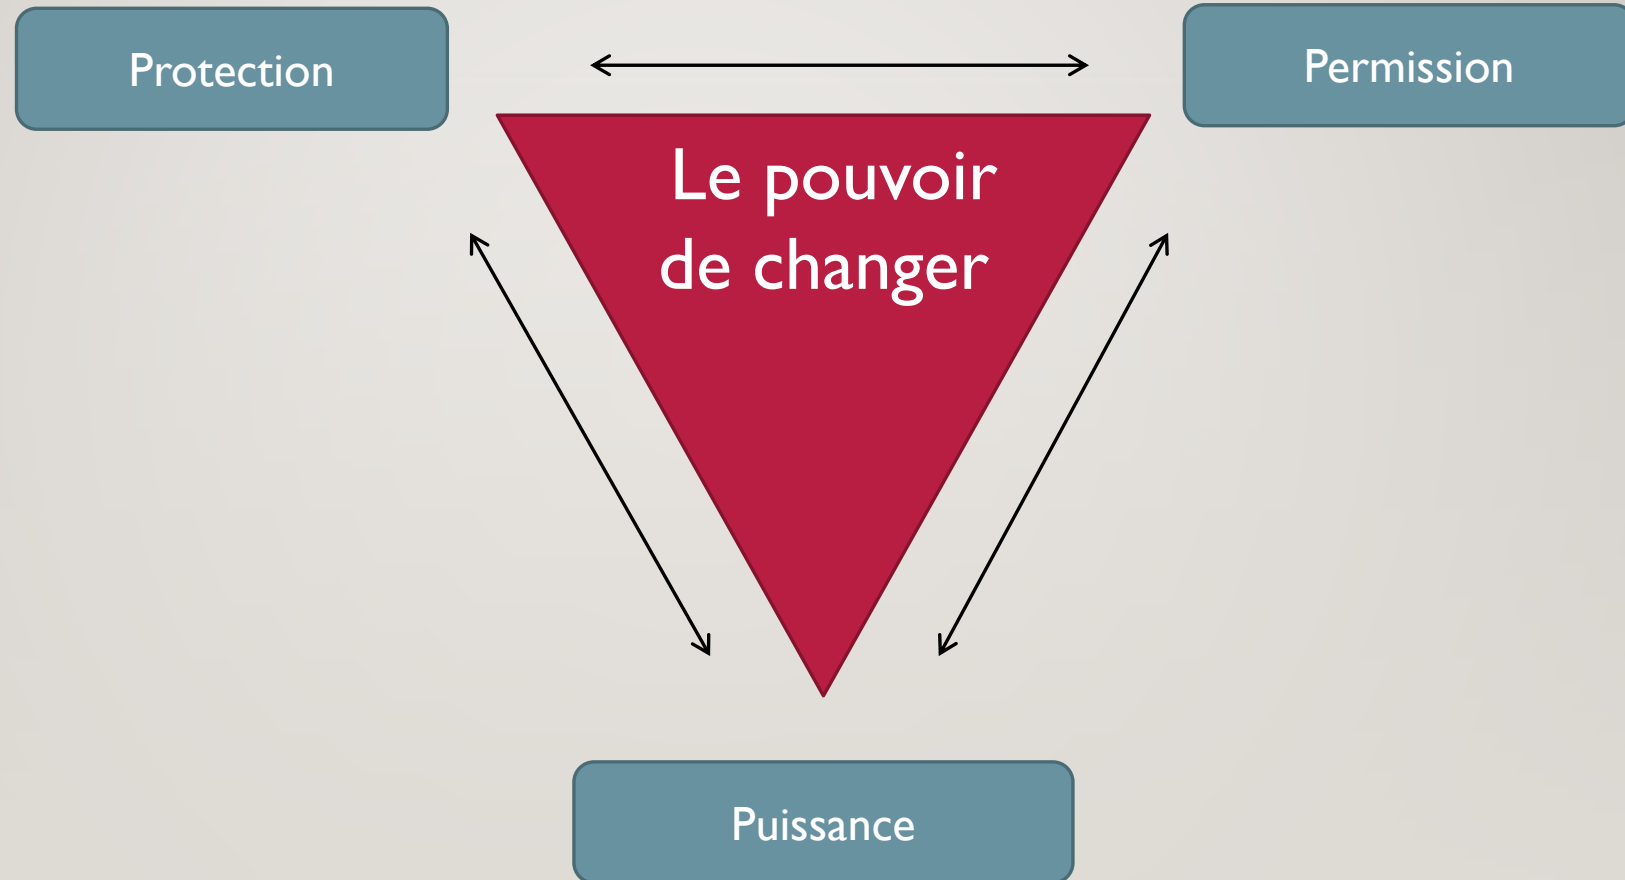 Protection
Permission
Le pouvoir
de changer
Puissance